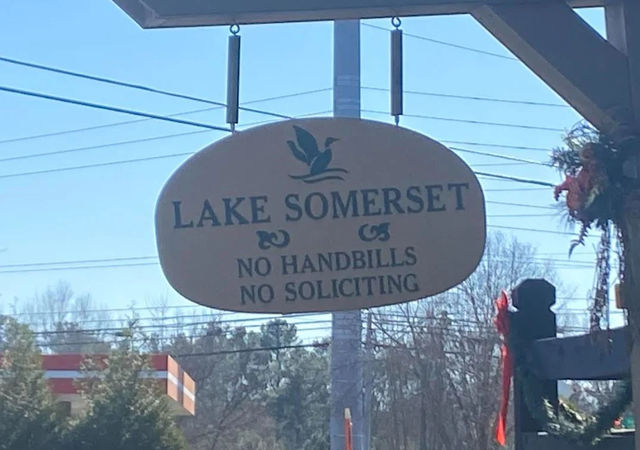 LAKE SOMERSET
NO HANDBILLS
NO SOLICITING